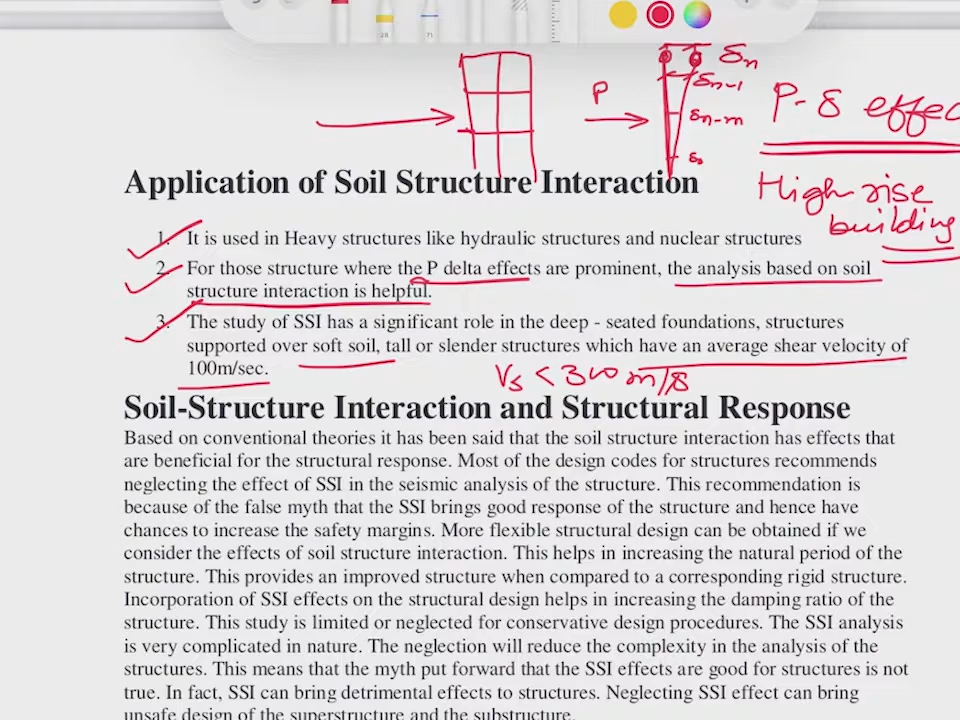 28
71
δn
δn-1
P
δn-m
P-δ effec
Application of Soil Structure Interaction
High rise
building
1. It is used in Heavy structures like hydraulic structures and nuclear structures
2. For those structure where the P delta effects are prominent, the analysis based on soil
structure interaction is helpful.
3. The study of SSI has a significant role in the deep - seated foundations, structures
supported over soft soil, tall or slender structures which have an average shear velocity of
100m/sec.
Vs < 300 m/s
Soil-Structure Interaction and Structural Response
Based on conventional theories it has been said that the soil structure interaction has effects that
are beneficial for the structural response. Most of the design codes for structures recommends
neglecting the effect of SSI in the seismic analysis of the structure. This recommendation is
because of the false myth that the SSI brings good response of the structure and hence have
chances to increase the safety margins. More flexible structural design can be obtained if we
consider the effects of soil structure interaction. This helps in increasing the natural period of the
structure. This provides an improved structure when compared to a corresponding rigid structure.
Incorporation of SSI effects on the structural design helps in increasing the damping ratio of the
structure. This study is limited or neglected for conservative design procedures. The SSI analysis
is very complicated in nature. The neglection will reduce the complexity in the analysis of the
structures. This means that the myth put forward that the SSI effects are good for structures is not
true. In fact, SSI can bring detrimental effects to structures. Neglecting SSI effect can bring
unsafe design of the superstructure and the substructure.